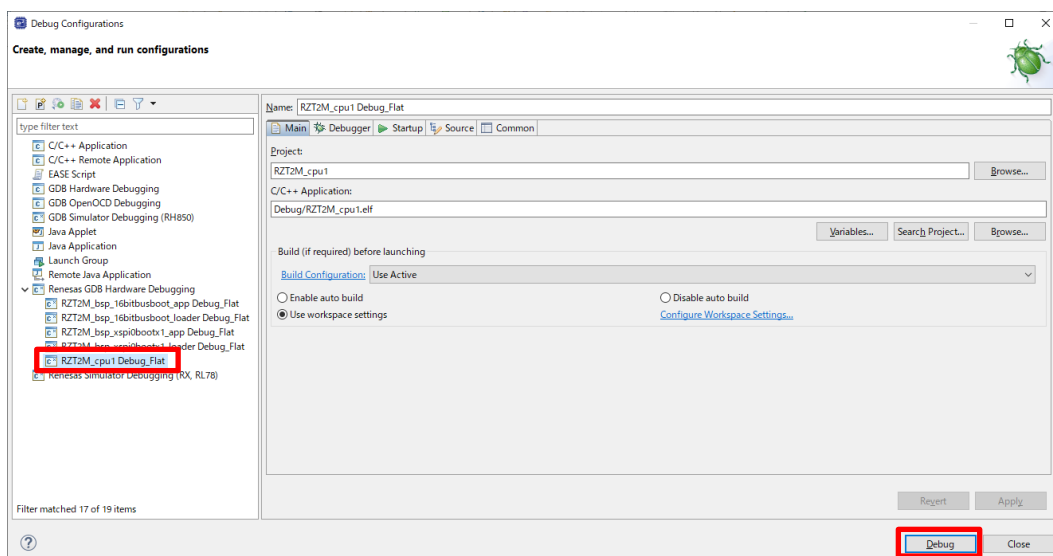 Debug Configurations
Create, manage, and run configurations
type filter text
C/C++ Application
C/C++ Remote Application
EASE Script
GDB Hardware Debugging
GDB OpenOCD Debugging
GDB Simulator Debugging (RH850)
Java Applet
Java Application
Launch Group
Remote Java Application
Renesas GDB Hardware Debugging
RZT2M_bsp_16bitbusboot_app Debug_Flat
RZT2M_bsp_16bitbusboot_loader Debug_Flat
RZT2M_bsp_xspi0bootx1_app Debug_Flat
RZT2M_bsp_xspi0bootx1_loader Debug_Flat
RZT2M_cpu1 Debug_Flat
Renesas Simulator Debugging (RX, RL78)
Filter matched 17 of 19 items
Name: RZT2M_cpu1 Debug_Flat
Main Debugger Startup Source Common
Project:
RZT2M_cpu1 Browse...
C/C++ Application:
Debug/RZT2M_cpu1.elf
Variables... Search Project... Browse...
Build (if required) before launching
Build Configuration: Use Active
Enable auto build Disable auto build
Use workspace settings Configure Workspace Settings...
Revert Apply
Debug Close